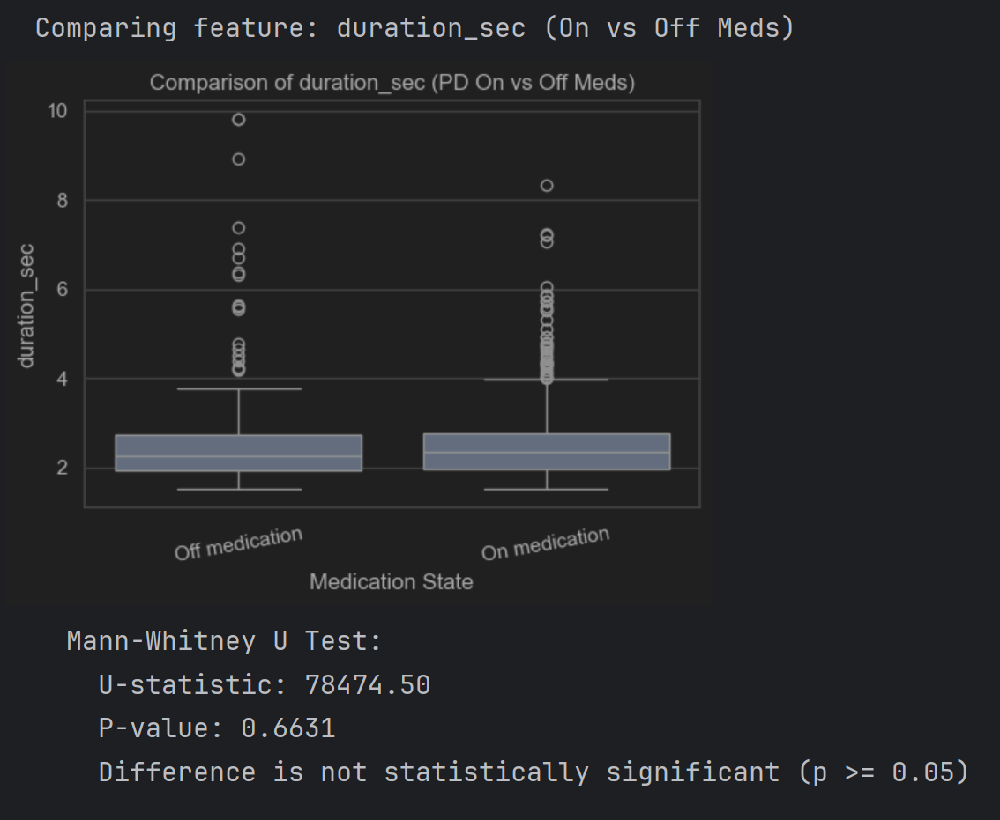 Comparing feature: duration_sec (On vs Off Meds)
Comparison of duration_sec (PD On vs Off Meds)
10
8
6
4
2
duration_sec
Off medication
On medication
Medication State
Mann-Whitney U Test:
U-statistic: 78474.50
P-value: 0.6631
Difference is not statistically significant (p >= 0.05)